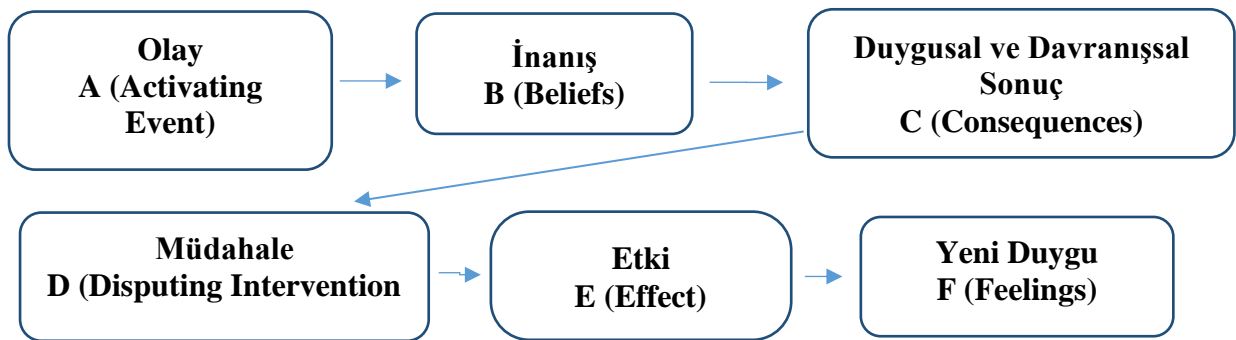 Olay
A (Activating
Event)
İnanış
B (Beliefs)
Duygusal ve Davranışsal
Sonuç
C (Consequences)
Müdahale
D (Disputing Intervention
Etki
E (Effect)
Yeni Duygu
F (Feelings)